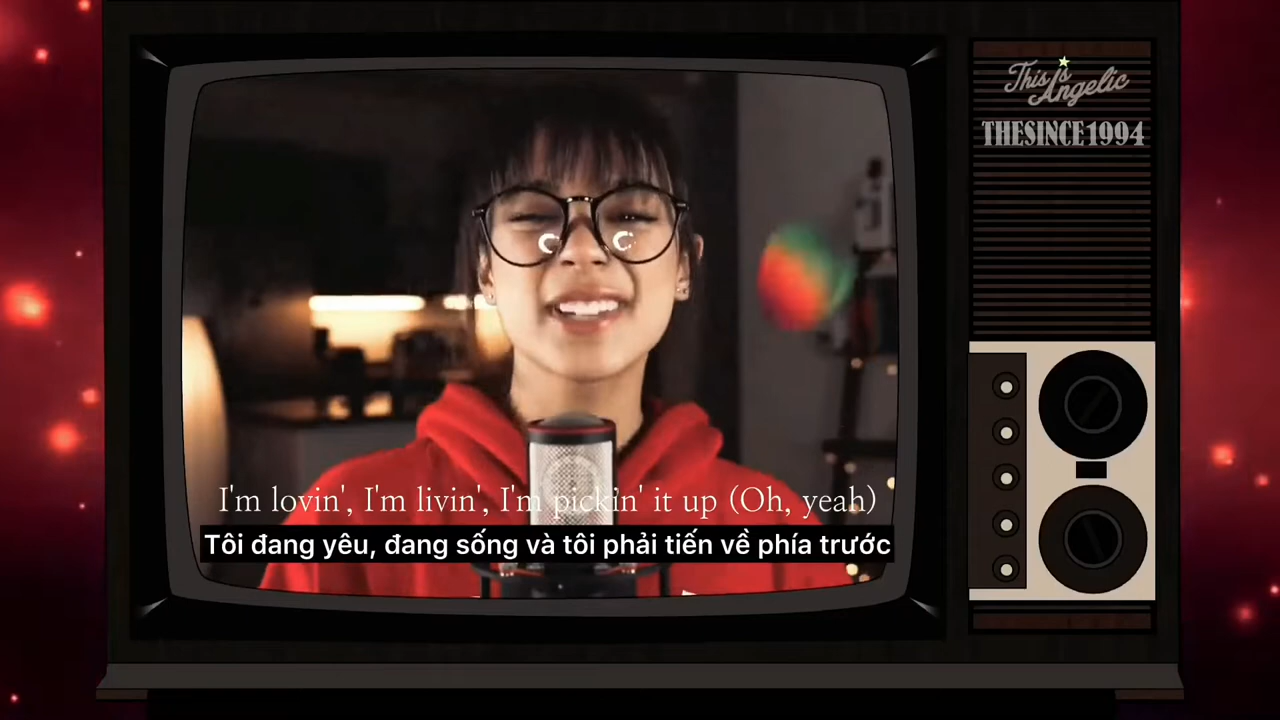 This is
Angelic
THESINCE1994
I'm lovin', I'm livin', I'm pickin' it up (Oh, yeah)
Tôi đang yêu, đang sống và tôi phải tiến về phía trước